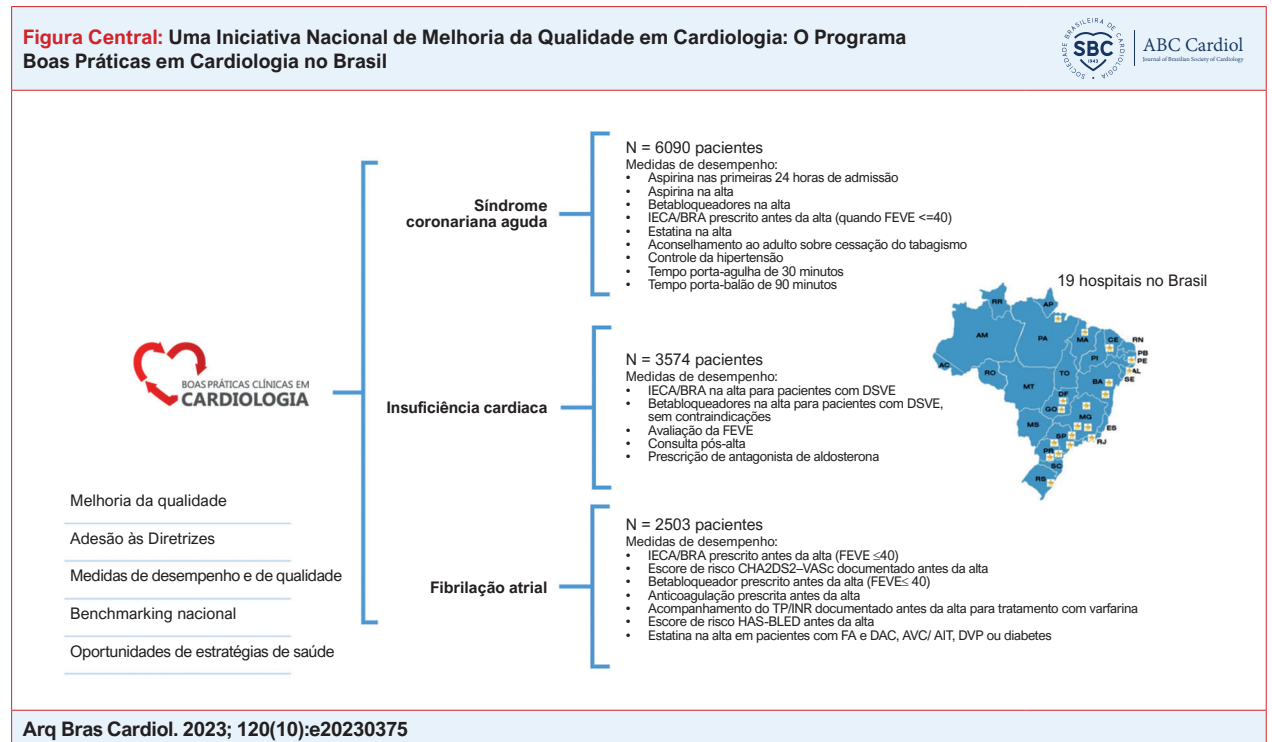 Figura Central: Uma Iniciativa Nacional de Melhoria da Qualidade em Cardiologia: O Programa
Boas Práticas em Cardiologia no Brasil
SOCIEDADE BRASILEIRA DE CARDIOLOGIA
SBC
1943
ABC Cardiol
Journal of Brazilian Society of Cardiology
BOAS PRÁTICAS CLÍNICAS EM
CARDIOLOGIA
Melhoria da qualidade
Adesão às Diretrizes
Medidas de desempenho e de qualidade
Benchmarking nacional
Oportunidades de estratégias de saúde
Síndrome
coronariana aguda
N = 6090 pacientes
Medidas de desempenho:
• Aspirina nas primeiras 24 horas de admissão
• Aspirina na alta
• Betabloqueadores na alta
• IECA/BRA prescrito antes da alta (quando FEVE <=40)
• Estatina na alta
• Aconselhamento ao adulto sobre cessação do tabagismo
• Controle da hipertensão
• Tempo porta-agulha de 30 minutos
• Tempo porta-balão de 90 minutos
Insuficiência cardiaca
N = 3574 pacientes
Medidas de desempenho:
• IECA/BRA na alta para pacientes com DSVE
• Betabloqueadores na alta para pacientes com DSVE,
sem contraindicações
• Avaliação da FEVE
• Consulta pós-alta
• Prescrição de antagonista de aldosterona
Fibrilação atrial
N = 2503 pacientes
Medidas de desempenho:
• IECA/BRA prescrito antes da alta (FEVE ≤40)
• Escore de risco CHA2DS2–VASc documentado antes da alta
• Betabloqueador prescrito antes da alta (FEVE≤ 40)
• Anticoagulação prescrita antes da alta
• Acompanhamento do TP/INR documentado antes da alta para tratamento com varfarina
• Escore de risco HAS-BLED antes da alta
• Estatina na alta em pacientes com FA e DAC, AVC/ AIT, DVP ou diabetes
19 hospitais no Brasil
RR
AP
AM
PA
MA
CE
RN
PB
PE
PI
AL
SE
AC
RO
TO
BA
MT
DF
GO
MG
MS
ES
SP
RJ
PR
SC
RS
Arq Bras Cardiol. 2023; 120(10):e20230375